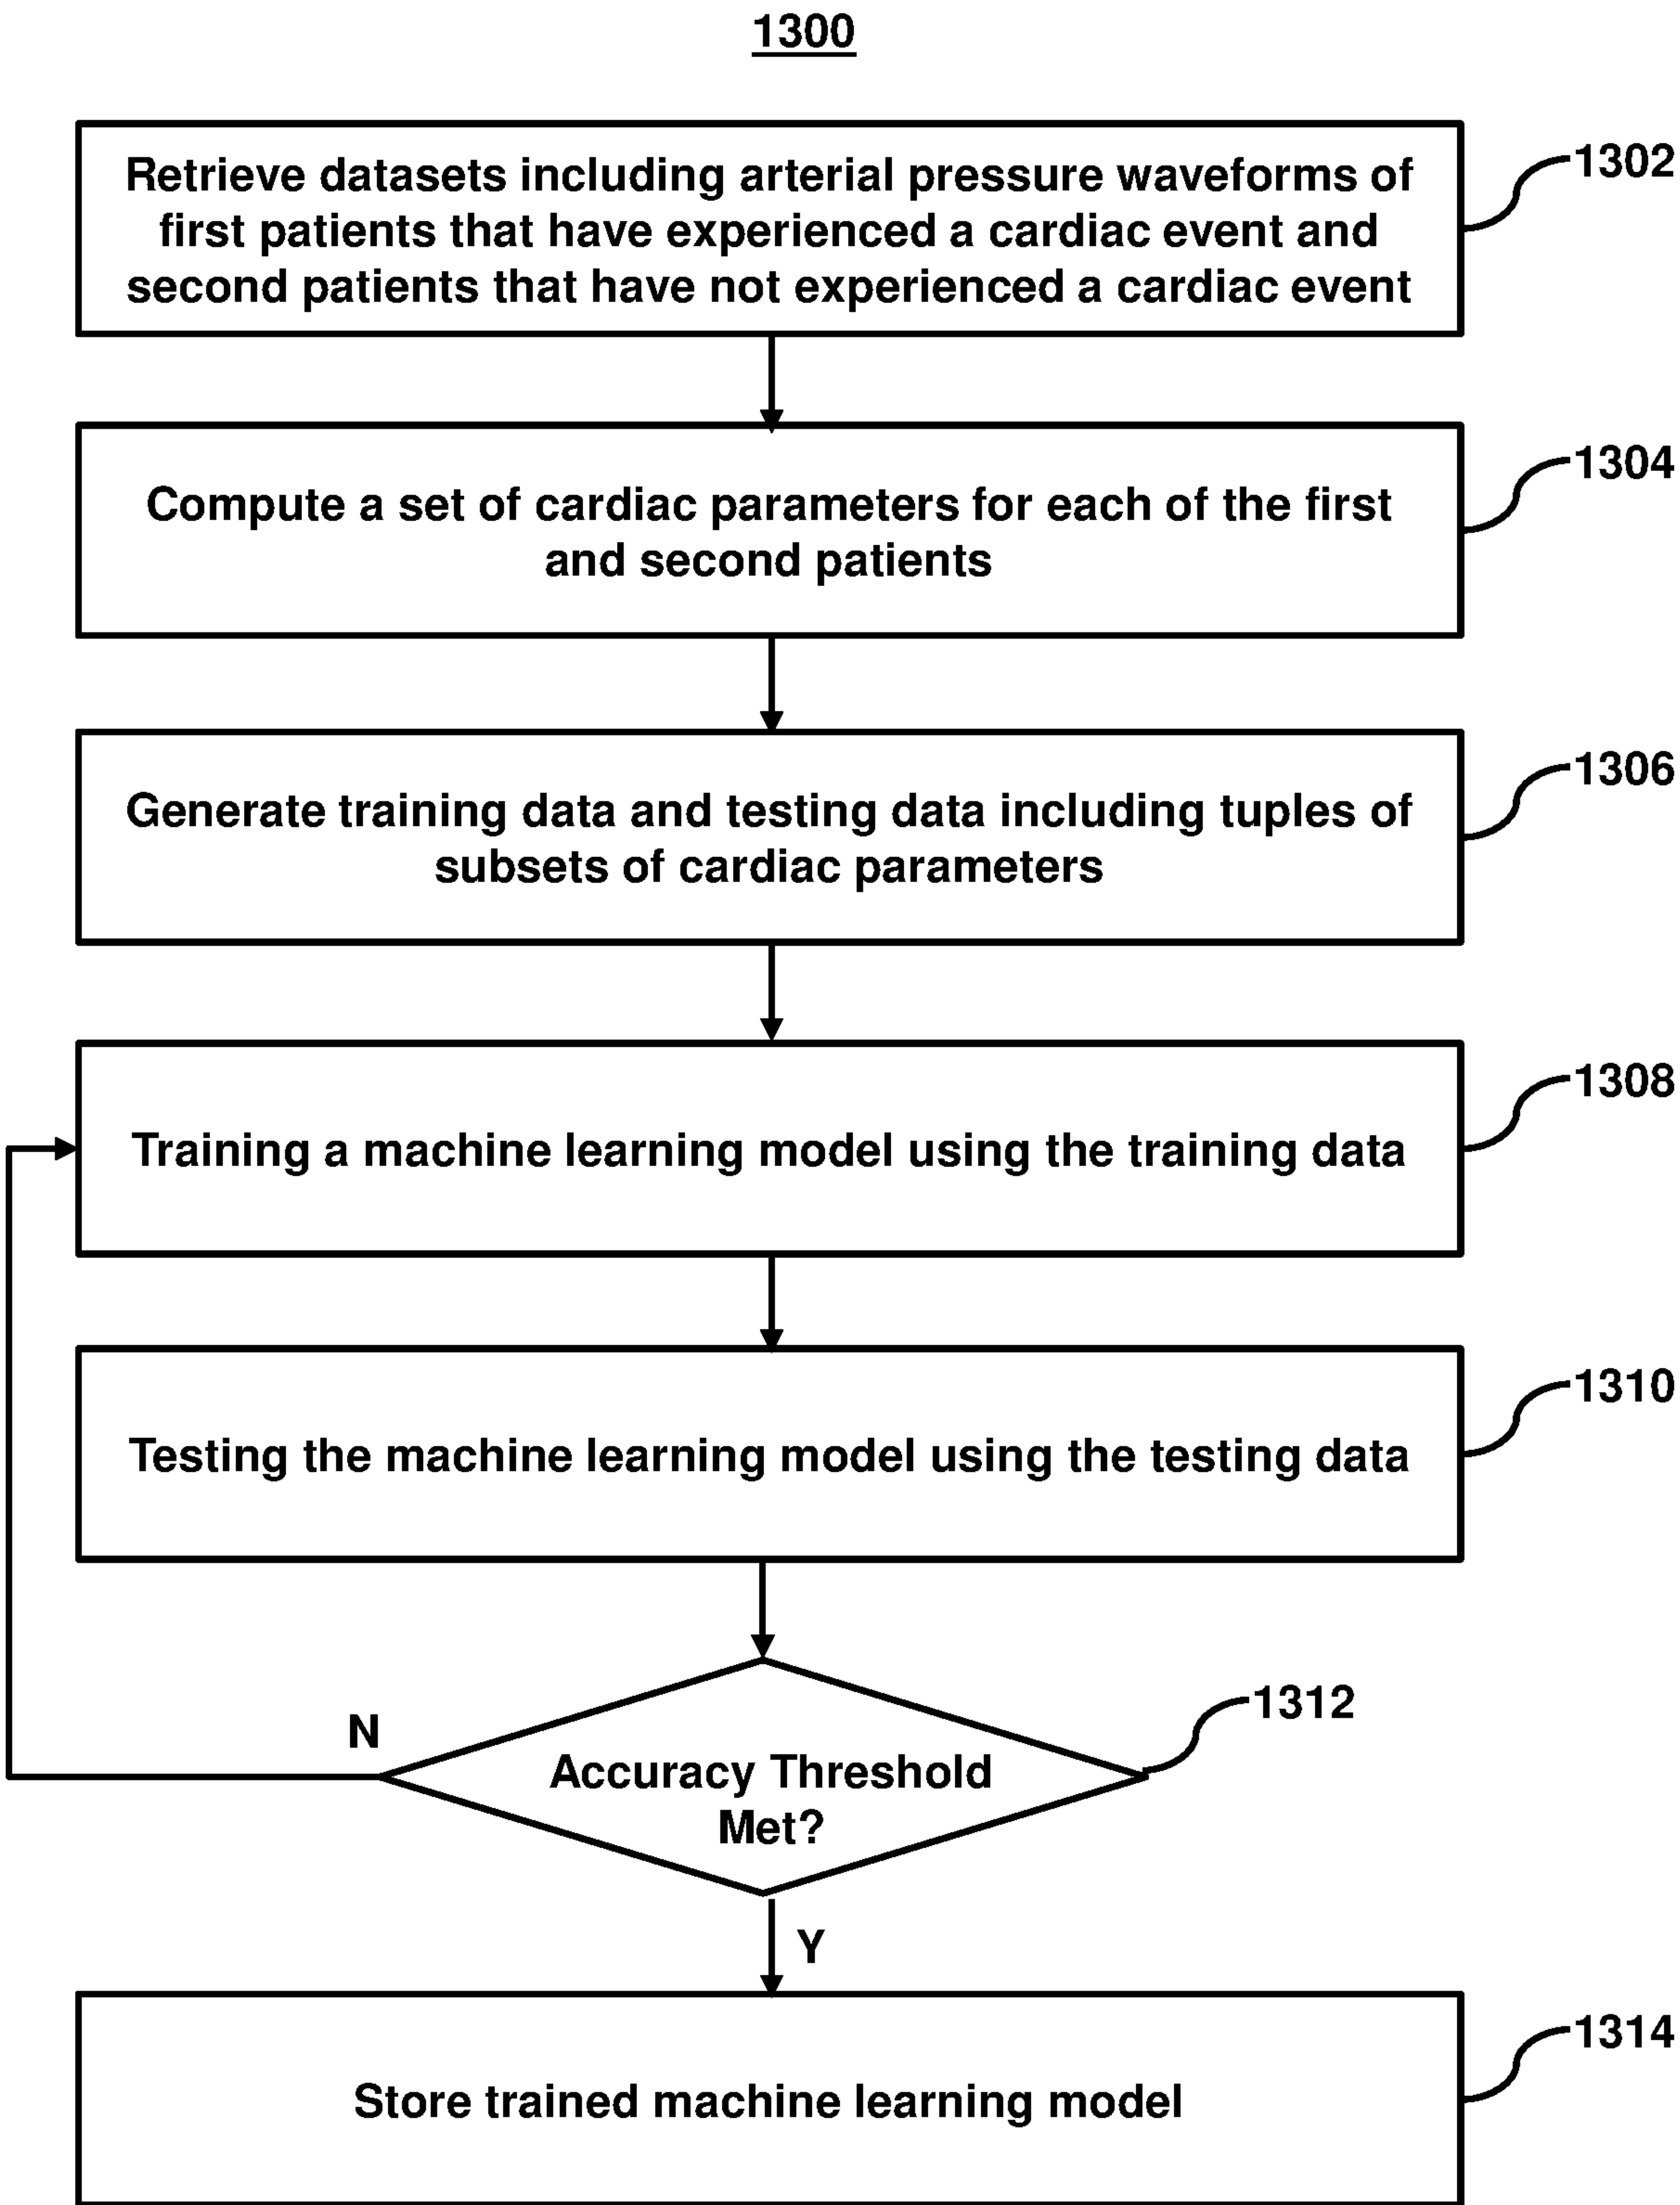 1300
Retrieve datasets including arterial pressure waveforms of
first patients that have experienced a cardiac event and
second patients that have not experienced a cardiac event
1302
Compute a set of cardiac parameters for each of the first
and second patients
1304
Generate training data and testing data including tuples of
subsets of cardiac parameters
1306
Training a machine learning model using the training data
1308
Testing the machine learning model using the testing data
1310
Accuracy Threshold
Met?
1312
N
Y
Store trained machine learning model
1314